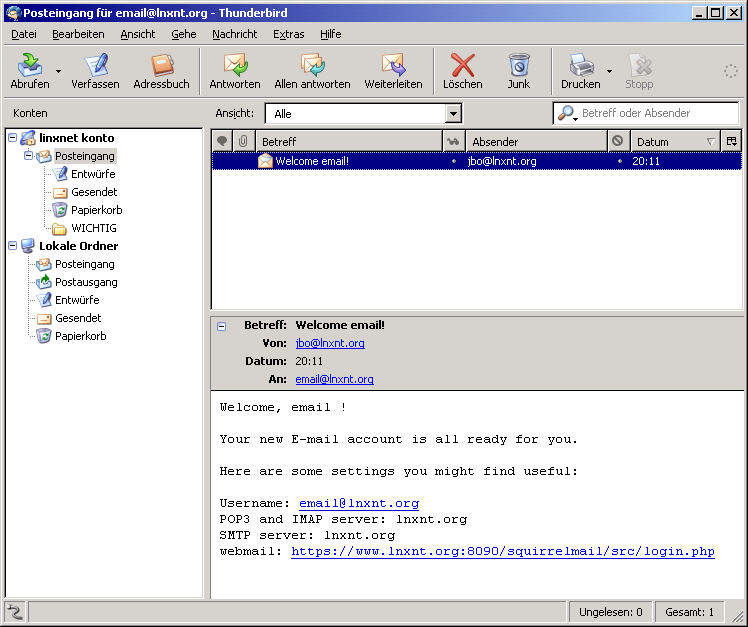 Posteingang für email@lnxnt.org - Thunderbird
Datei Bearbeiten Ansicht Gehe Nachricht Extras Hilfe
Abrufen Verfassen Adressbuch Antworten Allen antworten Weiterleiten Löschen Junk Drucken Stopp
Konten Ansicht: Alle Betreff oder Absender
linxnet konto
Posteingang
Entwürfe
Gesendet
Papierkorb
WICHTIG
Lokale Ordner
Posteingang
Postausgang
Entwürfe
Gesendet
Papierkorb
Betreff Absender Datum
Welcome email! jbo@lnxnt.org 20:11
Betreff: Welcome email!
Von: jbo@lnxnt.org
Datum: 20:11
An: email@lnxnt.org
Welcome, email !
Your new E-mail account is all ready for you.
Here are some settings you might find useful:
Username: email@lnxnt.org
POP3 and IMAP server: lnxnt.org
SMTP server: lnxnt.org
webmail: https://www.lnxnt.org:8090/squirrelmail/src/login.php
Ungelesen: 0 Gesamt: 1